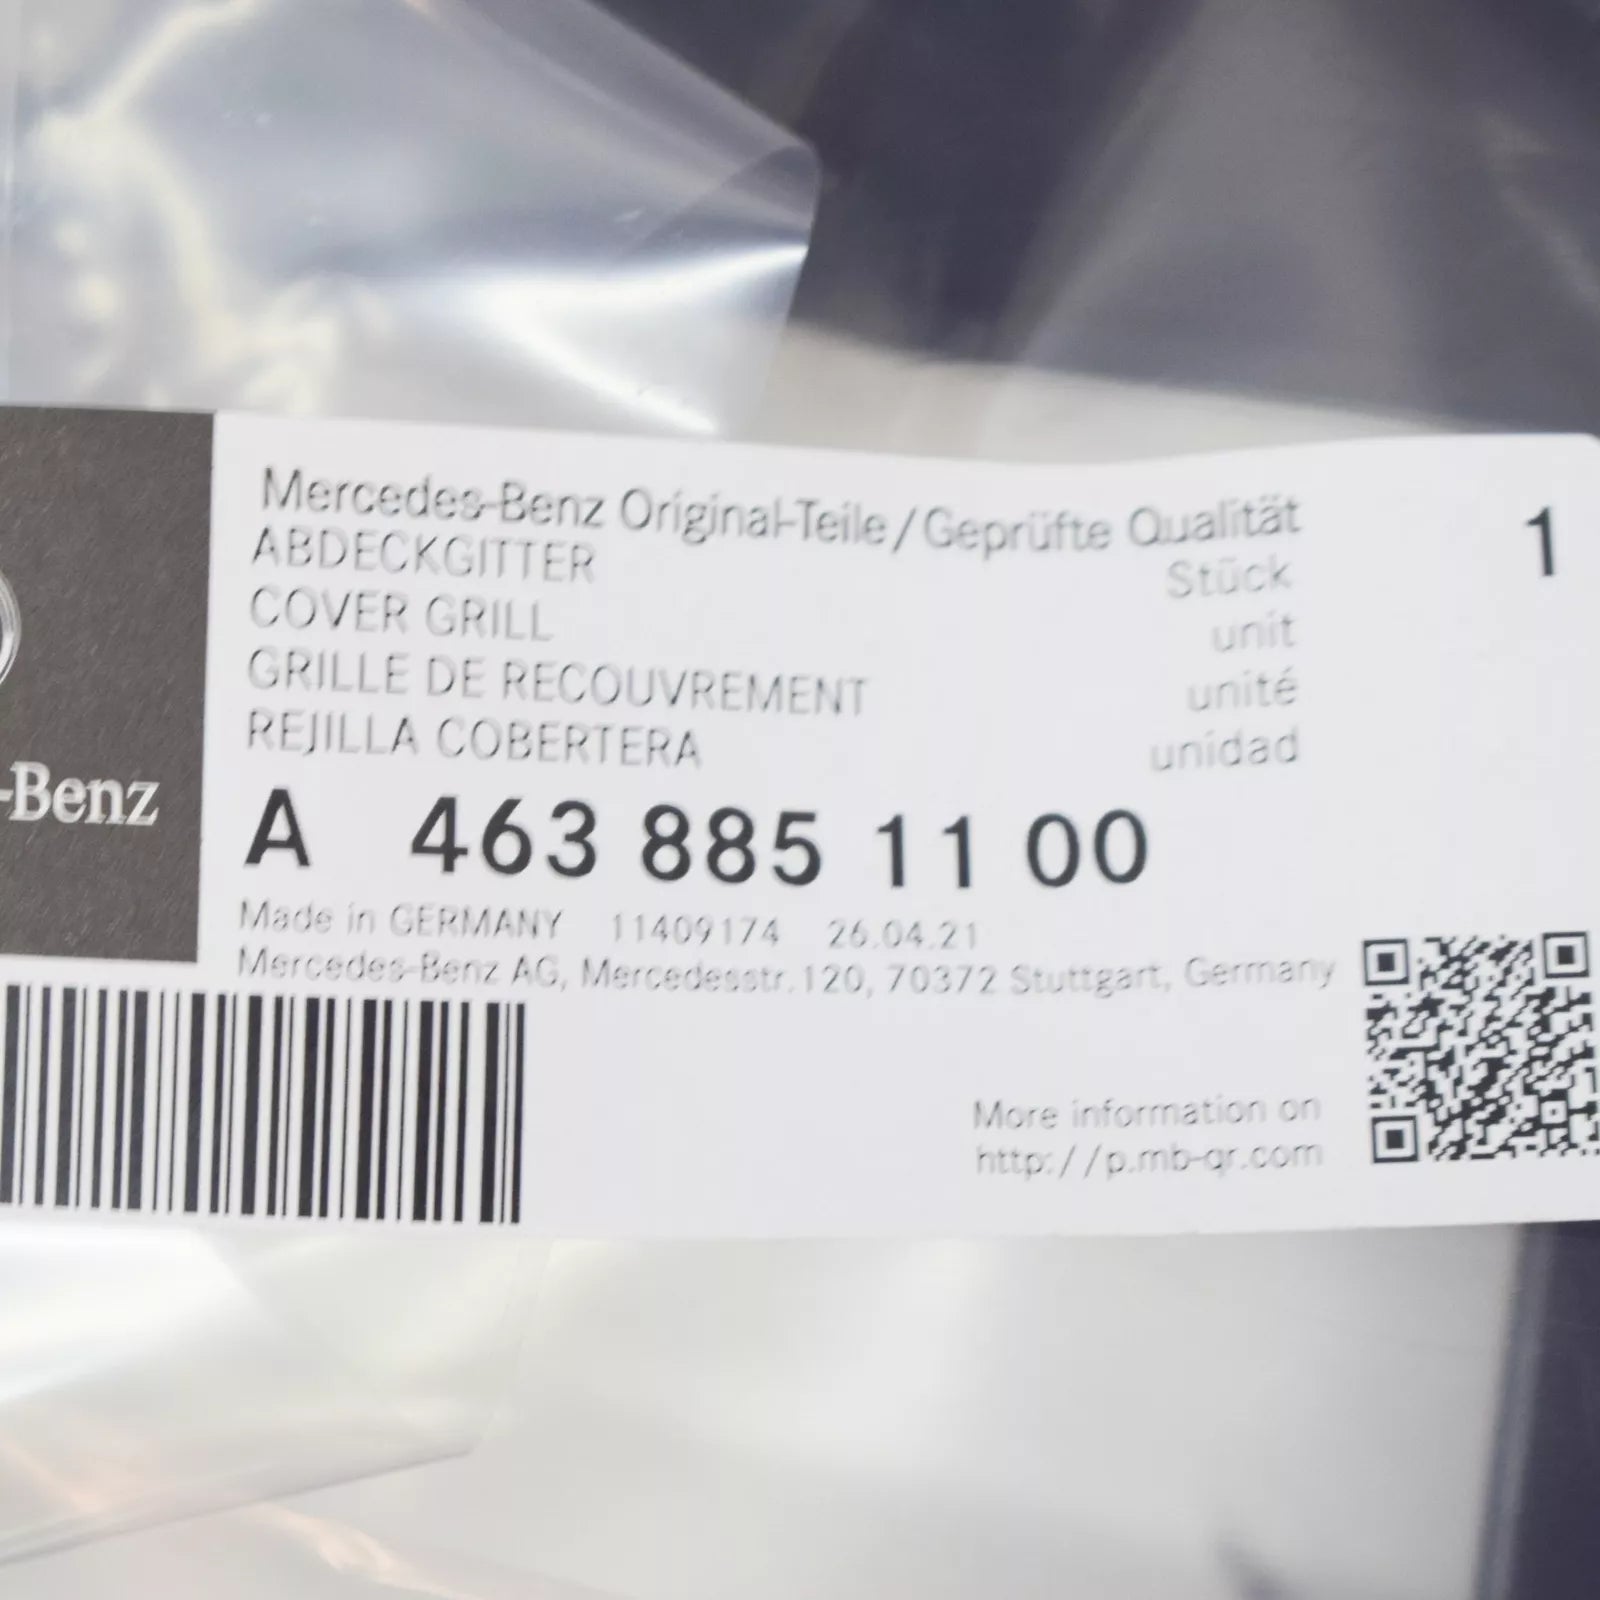 Mercedes-Benz Original-Teile/Geprüfte Qualität 1
ABDECKGITTER Stück
COVER GRILL unit
GRILLE DE RECOUVREMENT unité
REJILLA COBERTERA unidad
-Benz
A 463 885 11 00
Made in GERMANY 11409174 26.04.21
Mercedes-Benz AG, Mercedesstr.120, 70372 Stuttgart, Germany
More information on
http://p.mb-qr.com